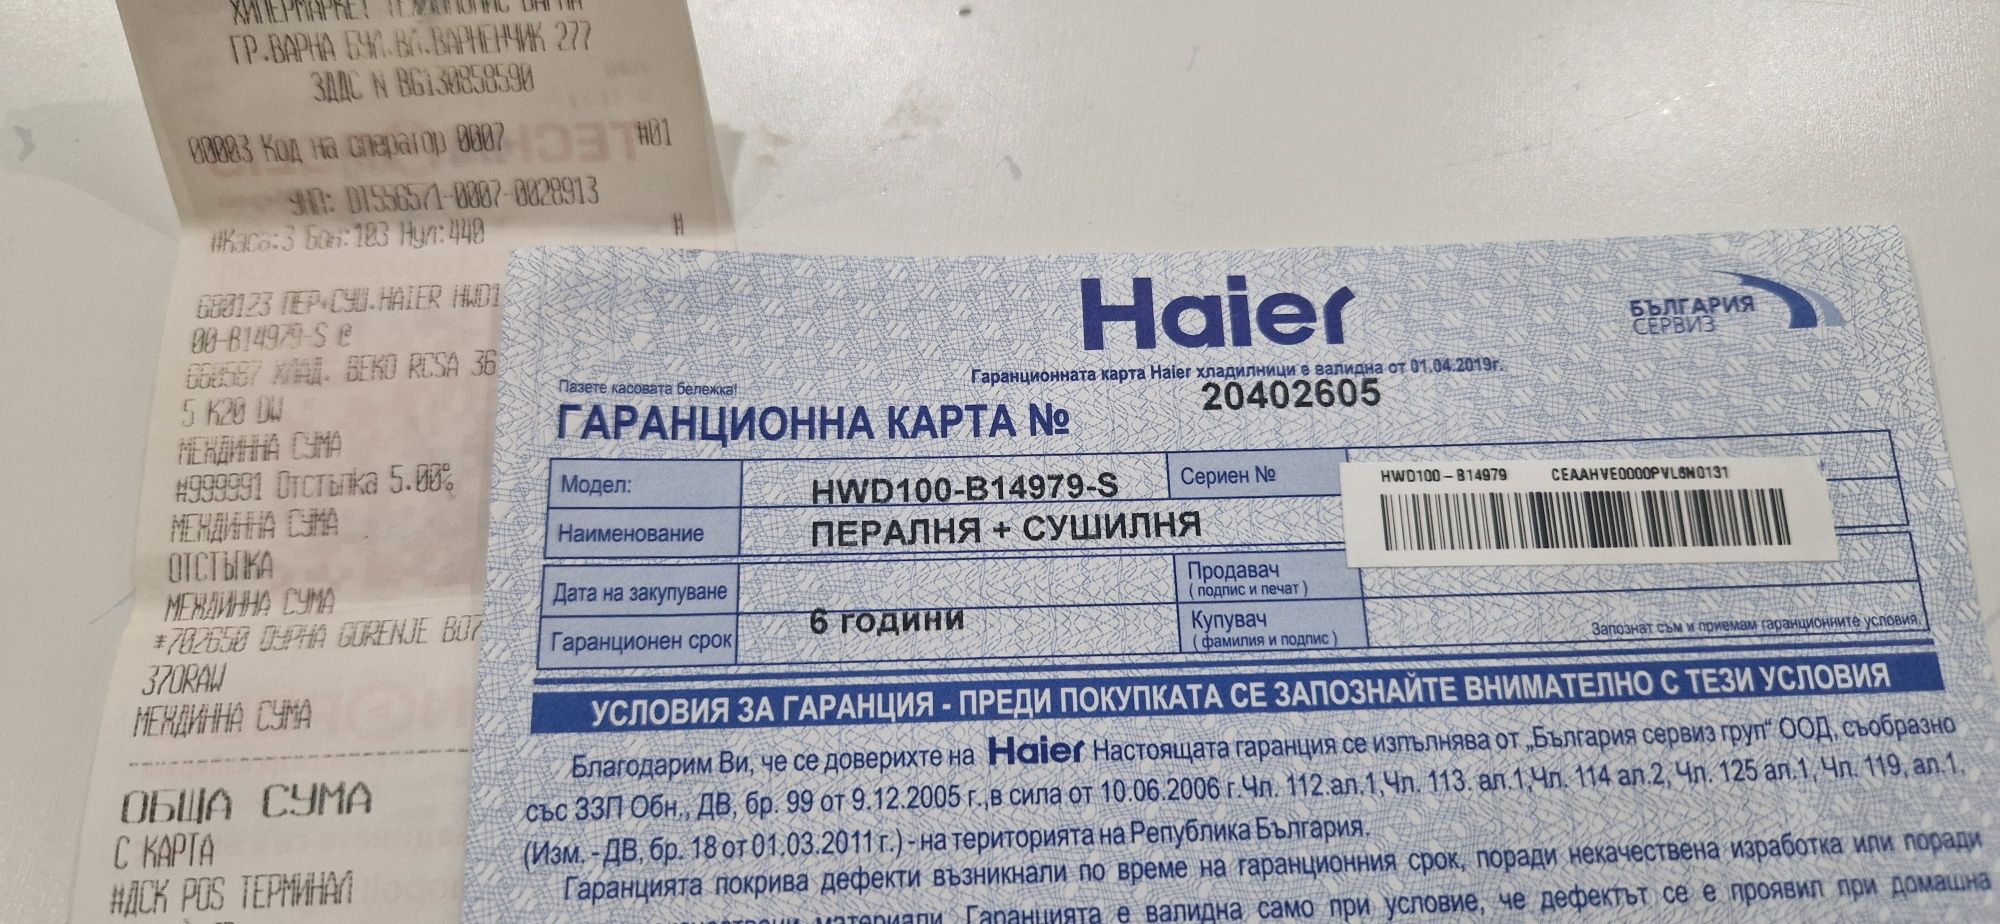 ХИПЕРМАРКЕТ ТЕХНОПОЛИС ВАРНА
ГР.ВАРНА БУЛ.ВЛ.ВАРНЕНЧИК 277
ЗДДС N BG130858590
00003 Код на оператор 0007 #01
УНП: DT556571-0007-0028913
#Каса:3 Бон:103 Нул:440 #
680123 ПЕР+СУШ.HAIER HWD1
00-B14979-S @
668567 ХЛАД. BEKO RCSA 36
5 K20 DW
МЕЖДИННА СУМА
#999991 Отстъпка 5.00%
МЕЖДИННА СУМА
ОТСТЪПКА
МЕЖДИННА СУМА
*702650 ФУРНА GORENJE BO7
37ORAW
МЕЖДИННА СУМА
ОБЩА СУМА
С КАРТА
#ДСК POS ТЕРМИНАЛ
Haier
БЪЛГАРИЯ
СЕРВИЗ
Гаранционната карта Haier хладилници е валидна от 01.04.2019г.
Пазете касовата бележка!
20402605
ГАРАНЦИОННА КАРТА №
Модел: HWD100-B14979-S Сериен № HWD100-B14979 CEAAHVE0000PVL6N0131
Наименование ПЕРАЛНЯ + СУШИЛНЯ
Дата на закупуване Продавач
(подпис и печат)
Гаранционен срок 6 години Купувач
(фамилия и подпис) Запознат съм и приемам гаранционните условия.
УСЛОВИЯ ЗА ГАРАНЦИЯ - ПРЕДИ ПОКУПКАТА СЕ ЗАПОЗНАЙТЕ ВНИМАТЕЛНО С ТЕЗИ УСЛОВИЯ
Благодарим Ви, че се доверихте на Haier Настоящата гаранция се изпълнява от „България сервиз груп“ ООД, съобразно
със ЗЗП Обн., ДВ, бр. 99 от 9.12.2005 г.,в сила от 10.06.2006 г.Чл. 112.ал.1,Чл. 113. ал.1,Чл. 114 ал.2, Чл. 125 ал.1, Чл. 119, ал.1,
(Изм. - ДВ, бр. 18 от 01.03.2011 г.) - на територията на Република България.
Гаранцията покрива дефекти възникнали по време на гаранционния срок, поради некачествена изработка или поради
материали. Гаранцията е валидна само при условие, че дефектът се е проявил при домашна